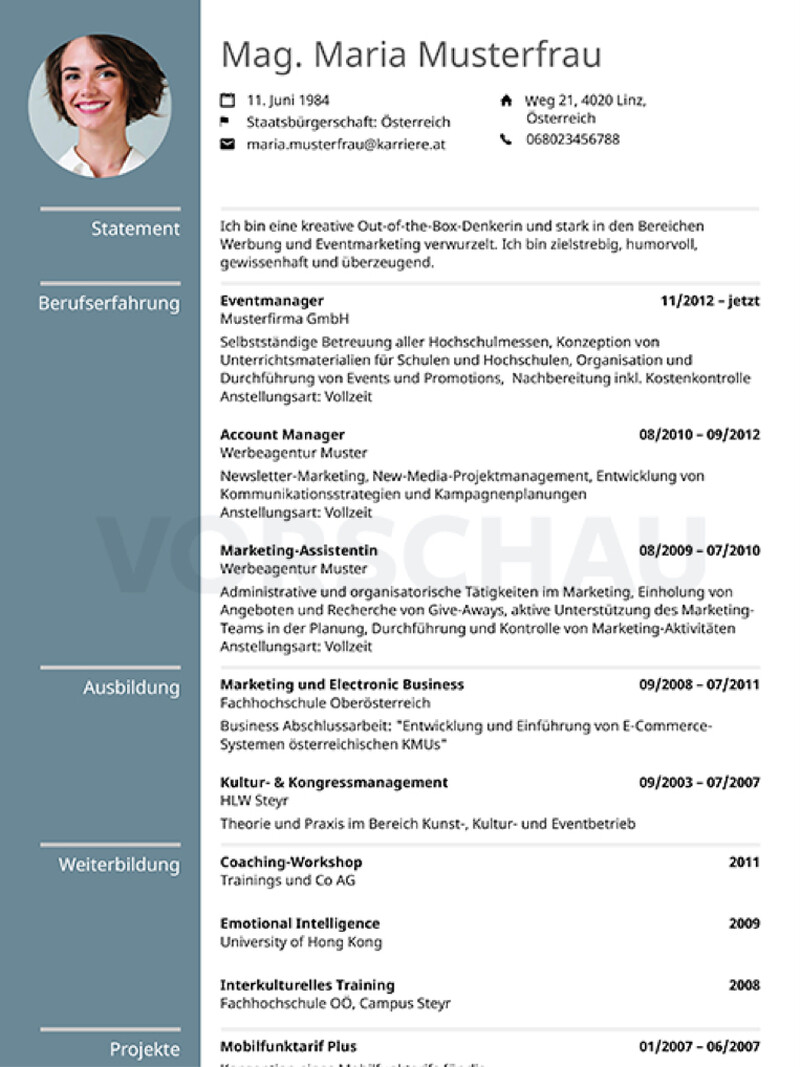 Mag. Maria Musterfrau
11. Juni 1984
Staatsbürgerschaft: Österreich
maria.musterfrau@karriere.at
Weg 21, 4020 Linz,
Österreich
068023456788
Statement
Ich bin eine kreative Out-of-the-Box-Denkerin und stark in den Bereichen
Werbung und Eventmarketing verwurzelt. Ich bin zielstrebig, humorvoll,
gewissenhaft und überzeugend.
Berufserfahrung
Eventmanager 11/2012 – jetzt
Musterfirma GmbH
Selbstständige Betreuung aller Hochschulmessen, Konzeption von
Unterrichtsmaterialien für Schulen und Hochschulen, Organisation und
Durchführung von Events und Promotions, Nachbereitung inkl. Kostenkontrolle
Anstellungsart: Vollzeit
Account Manager 08/2010 – 09/2012
Werbeagentur Muster
Newsletter-Marketing, New-Media-Projektmanagement, Entwicklung von
Kommunikationsstrategien und Kampagnenplanungen
Anstellungsart: Vollzeit
VORSCHAU
Marketing-Assistentin 08/2009 – 07/2010
Werbeagentur Muster
Administrative und organisatorische Tätigkeiten im Marketing, Einholung von
Angeboten und Recherche von Give-Aways, aktive Unterstützung des Marketing-
Teams in der Planung, Durchführung und Kontrolle von Marketing-Aktivitäten
Anstellungsart: Vollzeit
Ausbildung
Marketing und Electronic Business 09/2008 – 07/2011
Fachhochschule Oberösterreich
Business Abschlussarbeit: "Entwicklung und Einführung von E-Commerce-
Systemen österreichischen KMUs"
Kultur- & Kongressmanagement 09/2003 – 07/2007
HLW Steyr
Theorie und Praxis im Bereich Kunst-, Kultur- und Eventbetrieb
Weiterbildung
Coaching-Workshop 2011
Trainings und Co AG
Emotional Intelligence 2009
University of Hong Kong
Interkulturelles Training 2008
Fachhochschule OÖ, Campus Steyr
Projekte
Mobilfunktarif Plus 01/2007 – 06/2007